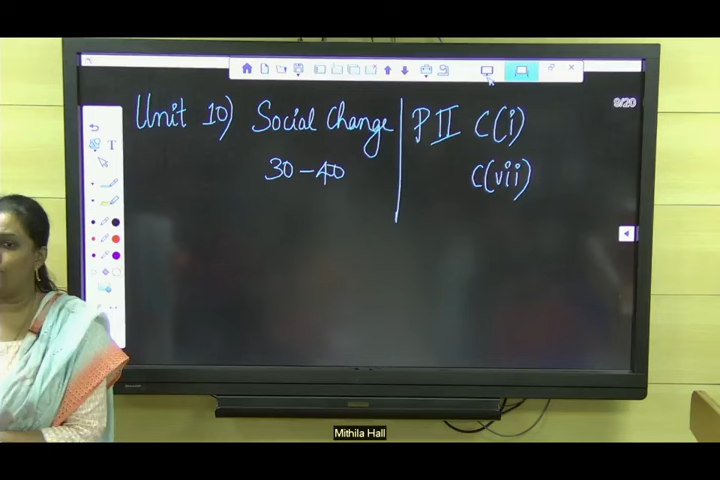 9/20
Unit 10) Social Change | P II C(i)
30 – 40 C(vii)
T
Mithila Hall